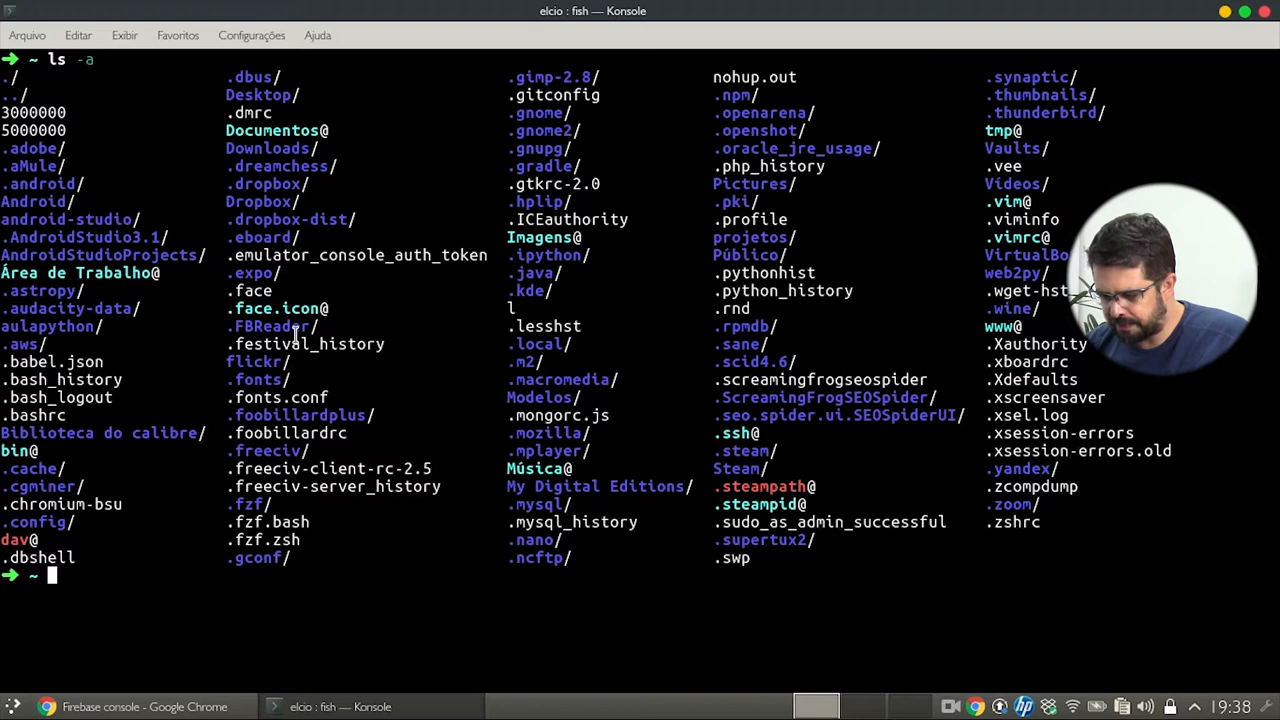 elcio : fish — Konsole
Arquivo Editar Exibir Favoritos Configurações Ajuda
➜ ~ ls -a
./ .dbus/ .gimp-2.8/ nohup.out .synaptic/
../ Desktop/ .gitconfig .npm/ .thumbnails/
3000000 .dmrc .gnome/ .openarena/ .thunderbird/
5000000 Documentos@ .gnome2/ .openshot/ tmp@
.adobe/ Downloads/ .gnupg/ .oracle_jre_usage/ Vaults/
.aMule/ .dreamchess/ .gradle/ .php_history .vee
.android/ .dropbox/ .gtkrc-2.0 Pictures/ Vídeos/
Android/ Dropbox/ .hplip/ .pki/ .vim@
android-studio/ .dropbox-dist/ .ICEauthority .profile .viminfo
.AndroidStudio3.1/ .eboard/ Imagens@ projetos/ .vimrc@
AndroidStudioProjects/ .emulator_console_auth_token .ipython/ Público/
Área de Trabalho@ .expo/ .java/ .pythonhist web2py/
.astropy/ .face .kde/ .python_history
.audacity-data/ .face.icon@ l .rnd .wine/
aulapython/ .FBReader/ .lesshst .rpmdb/ www@
.aws/ .festival_history .local/ .sane/ .Xauthority
.babel.json flickr/ .m2/ .scid4.6/ .xboardrc
.bash_history .fonts/ .macromedia/ .screamingfrogseospider .Xdefaults
.bash_logout .fonts.conf Modelos/ .ScreamingFrogSEOSpider/ .xscreensaver
.bashrc .foobillardplus/ .mongorc.js .seo.spider.ui.SEOSpiderUI/ .xsel.log
Biblioteca do calibre/ .foobillardrc .mozilla/ .ssh@ .xsession-errors
bin@ .freeciv/ .mplayer/ .steam/ .xsession-errors.old
.cache/ .freeciv-client-rc-2.5 Música@ Steam/ .yandex/
.cgminer/ .freeciv-server_history My Digital Editions/ .steampath@ .zcompdump
.chromium-bsu .fzf/ .mysql/ .steampid@ .zoom/
.config/ .fzf.bash .mysql_history .sudo_as_admin_successful .zshrc
dav@ .fzf.zsh .nano/ .supertux2/
.dbshell .gconf/ .ncftp/ .swp
➜ ~
Firebase console - Google Chrome elcio : fish — Konsole 19:38